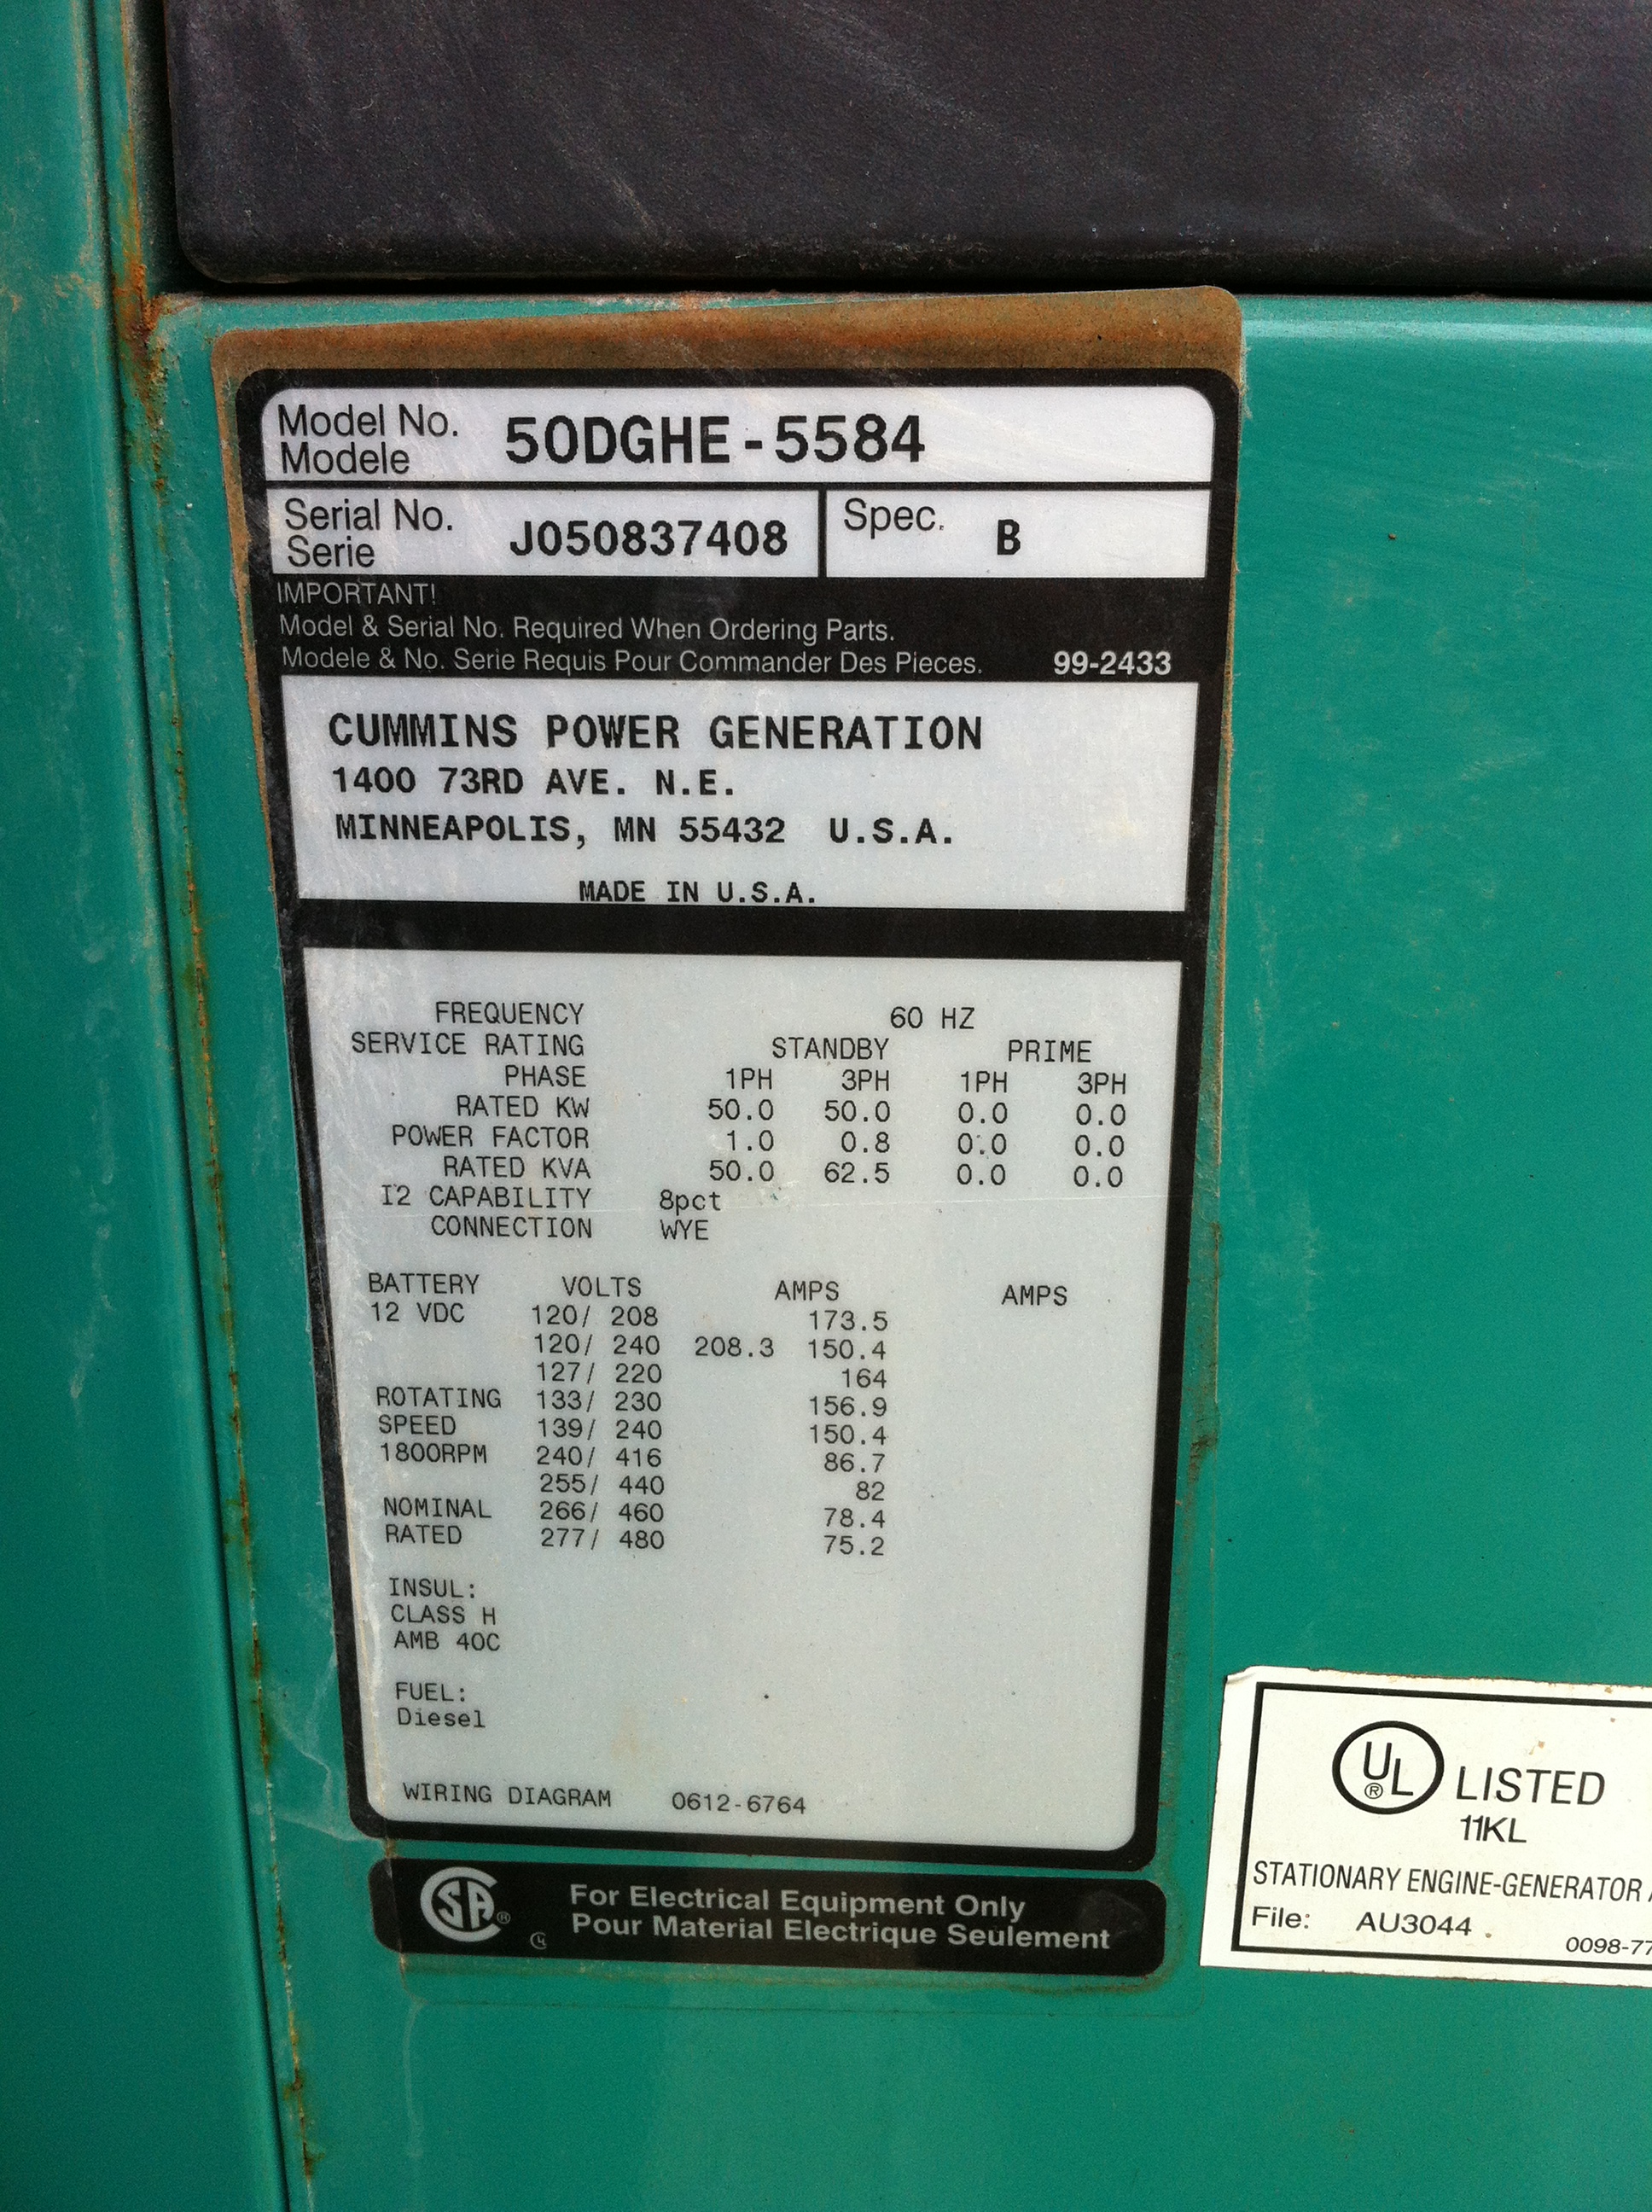 Model No. 50DGHE-5584
Modele
Serial No. J050837408 Spec. B
Serie
IMPORTANT!
Model & Serial No. Required When Ordering Parts.
Modele & No. Serie Requis Pour Commander Des Pieces. 99-2433
CUMMINS POWER GENERATION
1400 73RD AVE. N.E.
MINNEAPOLIS, MN 55432 U.S.A.
MADE IN U.S.A.
FREQUENCY 60 HZ
SERVICE RATING STANDBY PRIME
PHASE 1PH 3PH 1PH 3PH
RATED KW 50.0 50.0 0.0 0.0
POWER FACTOR 1.0 0.8 0.0 0.0
RATED KVA 50.0 62.5 0.0 0.0
I2 CAPABILITY 8pct
CONNECTION WYE
BATTERY VOLTS AMPS AMPS
12 VDC 120/ 208 173.5
120/ 240 208.3 150.4
127/ 220 164
ROTATING 133/ 230 156.9
SPEED 139/ 240 150.4
1800RPM 240/ 416 86.7
255/ 440 82
NOMINAL 266/ 460 78.4
RATED 277/ 480 75.2
INSUL:
CLASS H
AMB 40C
FUEL:
Diesel
WIRING DIAGRAM 0612-6764
SA® For Electrical Equipment Only
Pour Material Electrique Seulement
UL® LISTED
11KL
STATIONARY ENGINE-GENERATOR
File: AU3044
0098-77